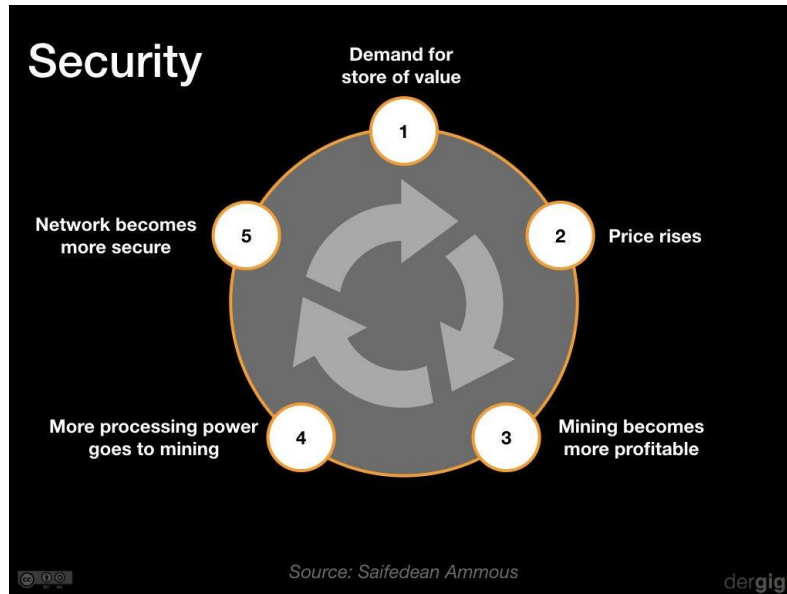 Security
Demand for
store of value
1
2
Price rises
3
Mining becomes
more profitable
4
More processing power
goes to mining
5
Network becomes
more secure
Source: Saifedean Ammous
cc
dergig